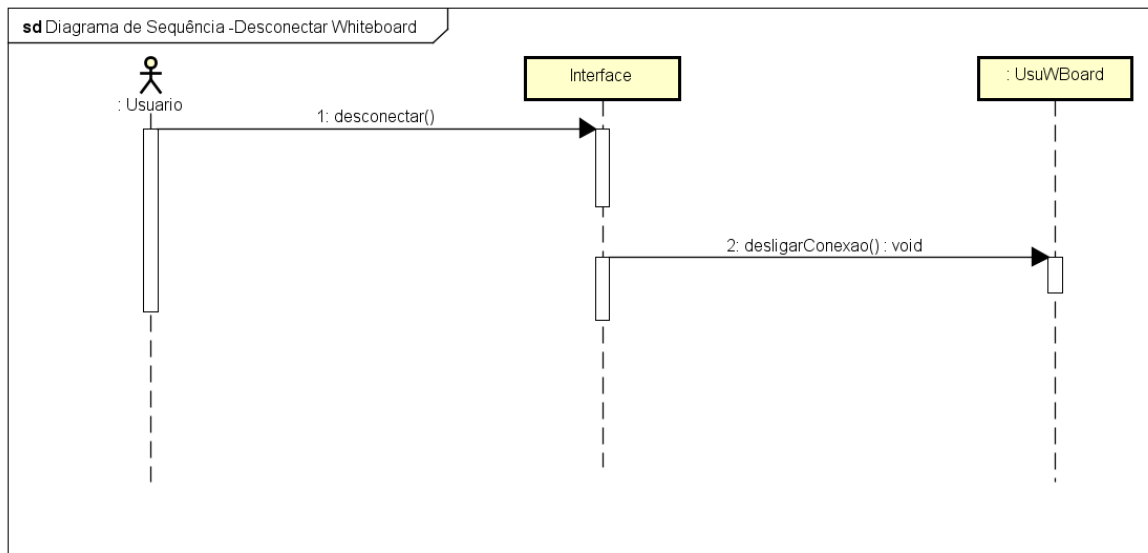 sd Diagrama de Sequência -Desconectar Whiteboard
: Usuario
Interface
: UsuWBoard
1: desconectar()
2: desligarConexao() : void